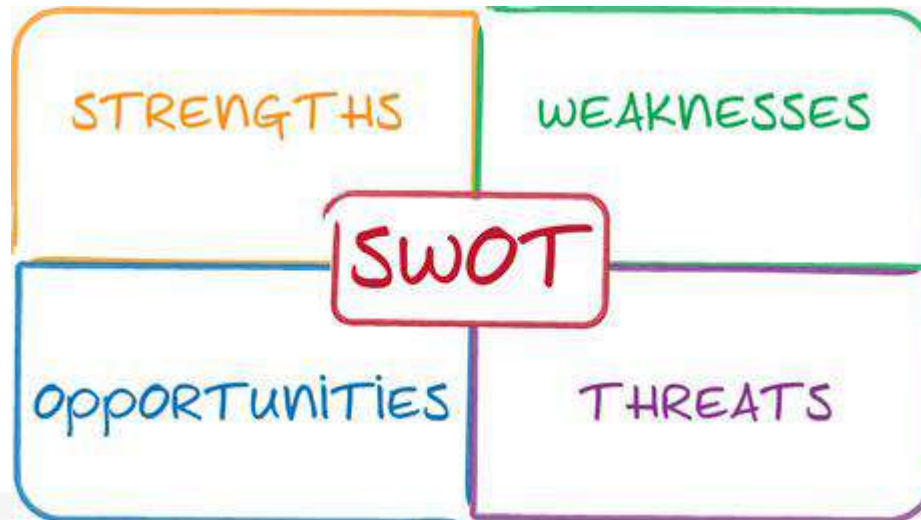 STRENGTHS
WEAKNESSES
SWOT
OPPORTUNITIES
THREATS